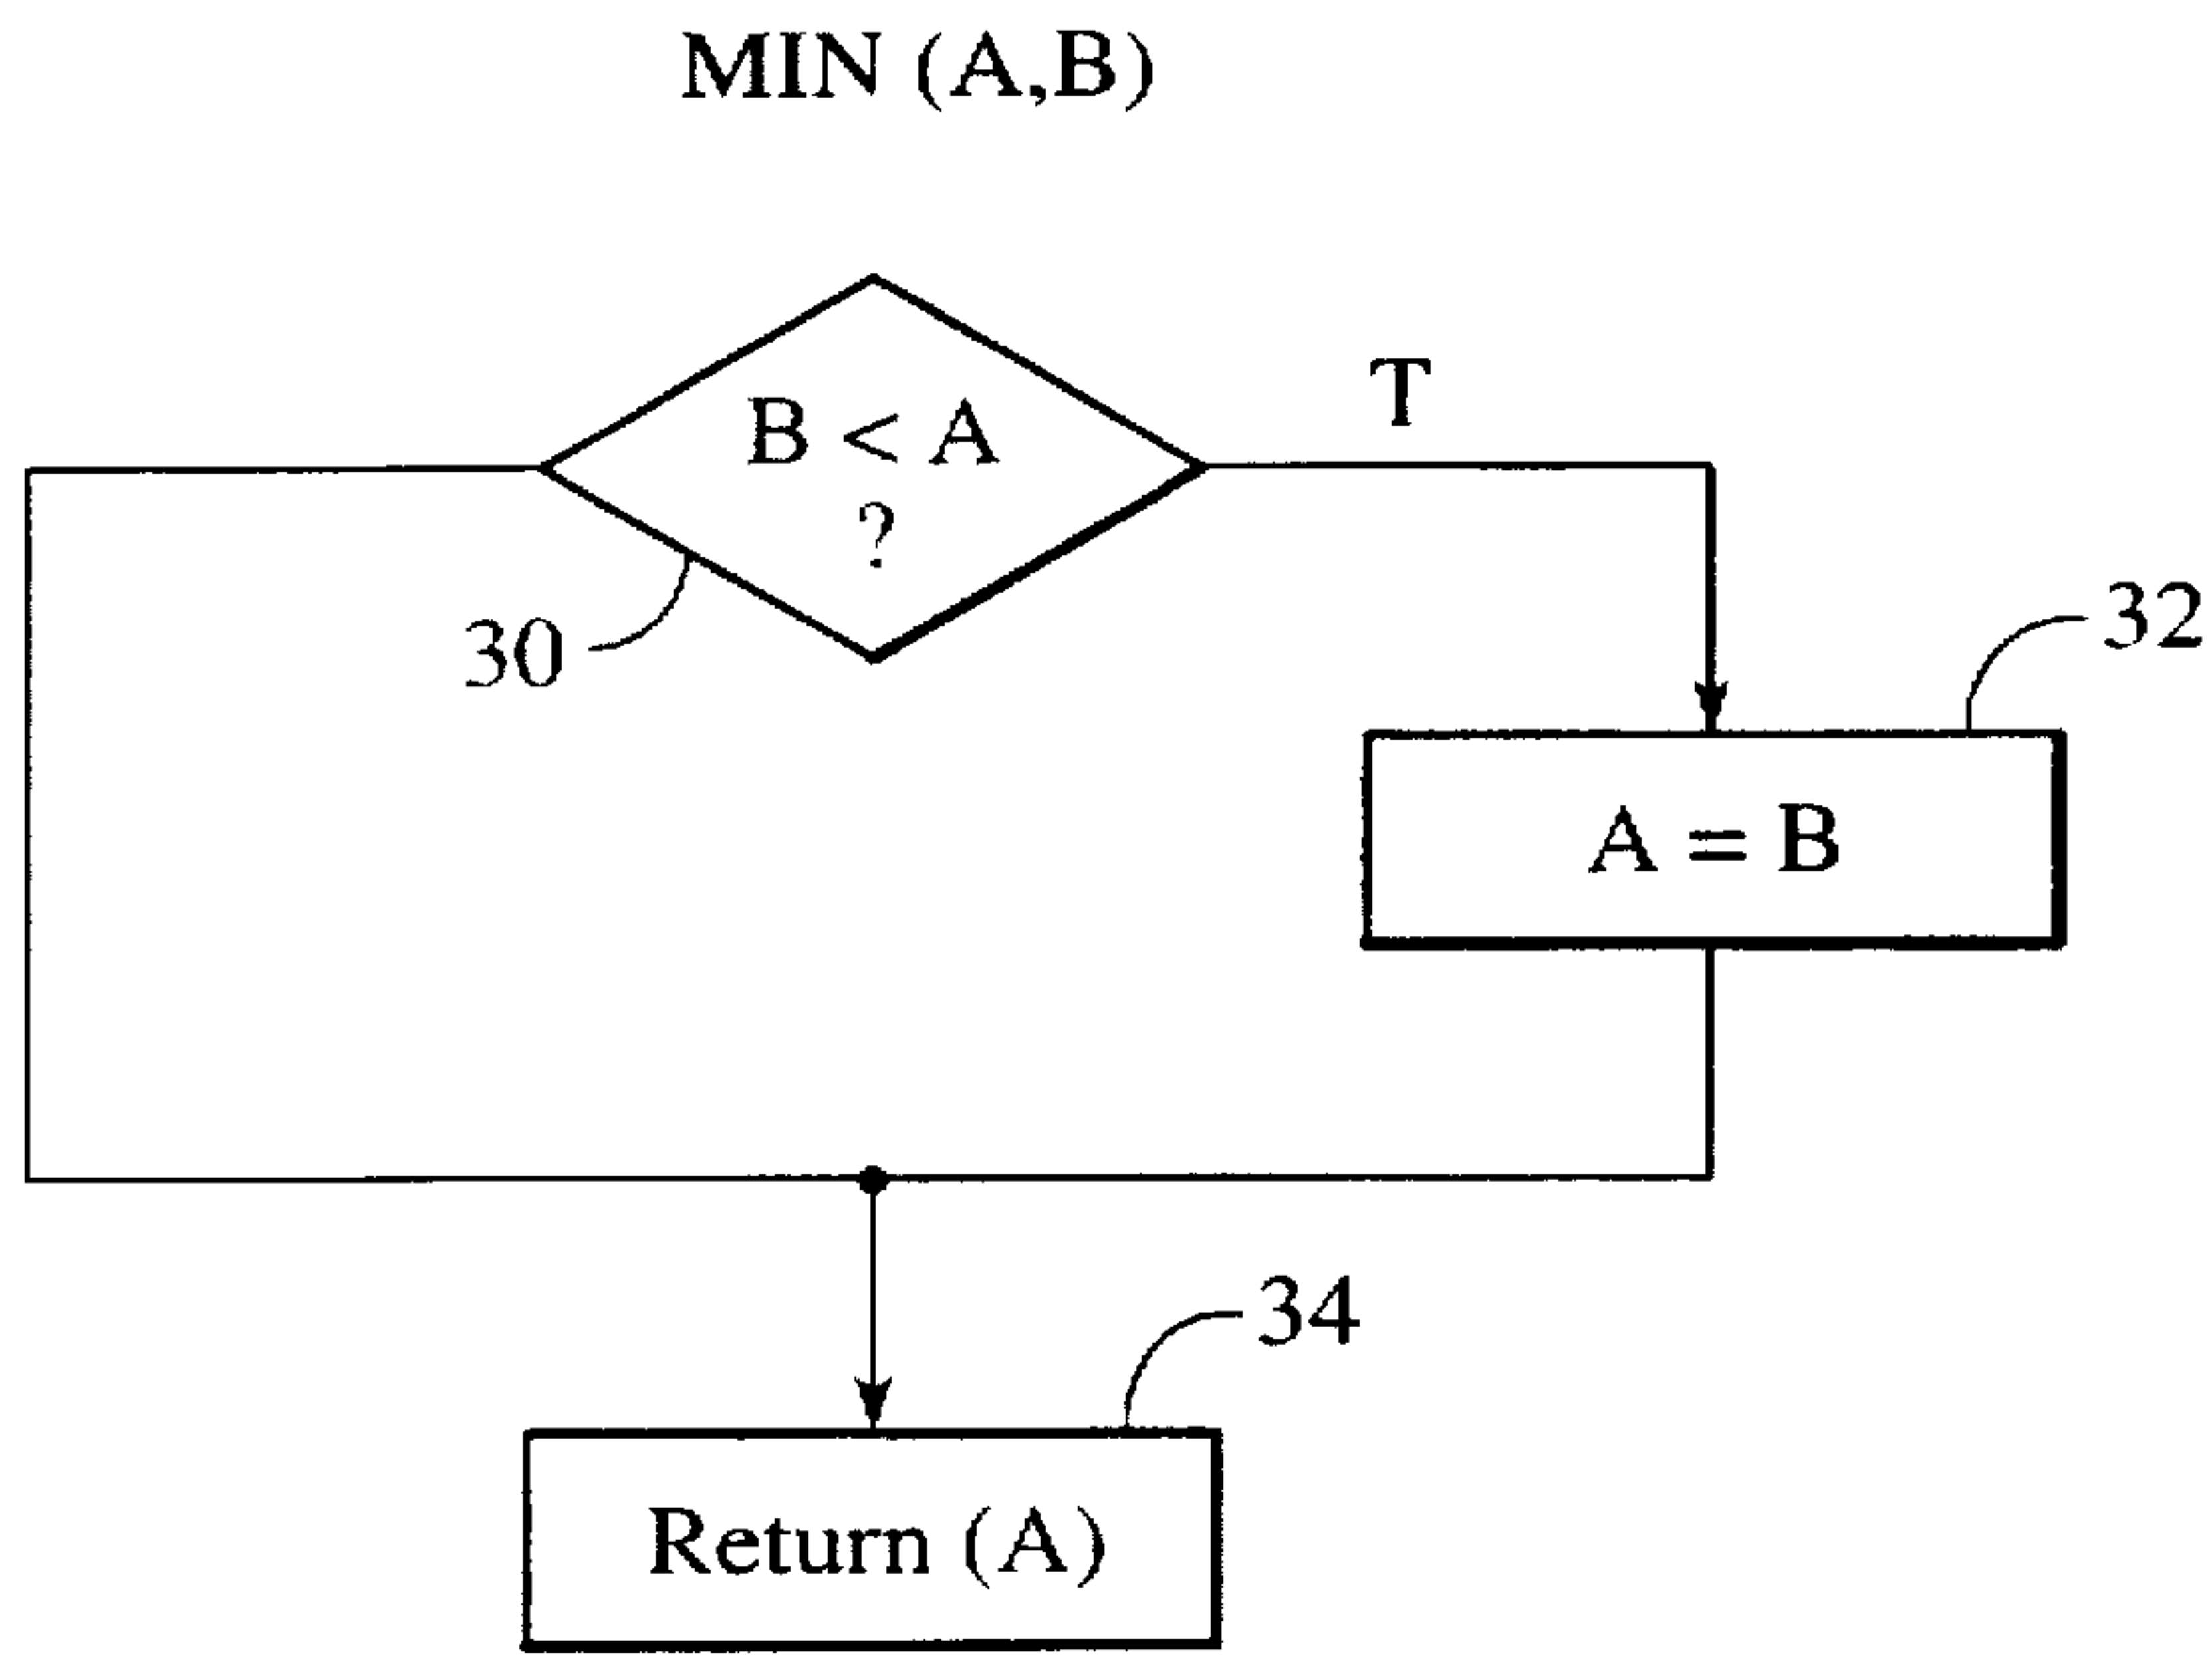 MIN (A,B)
B < A
?
T
30
32
A = B
34
Return (A)